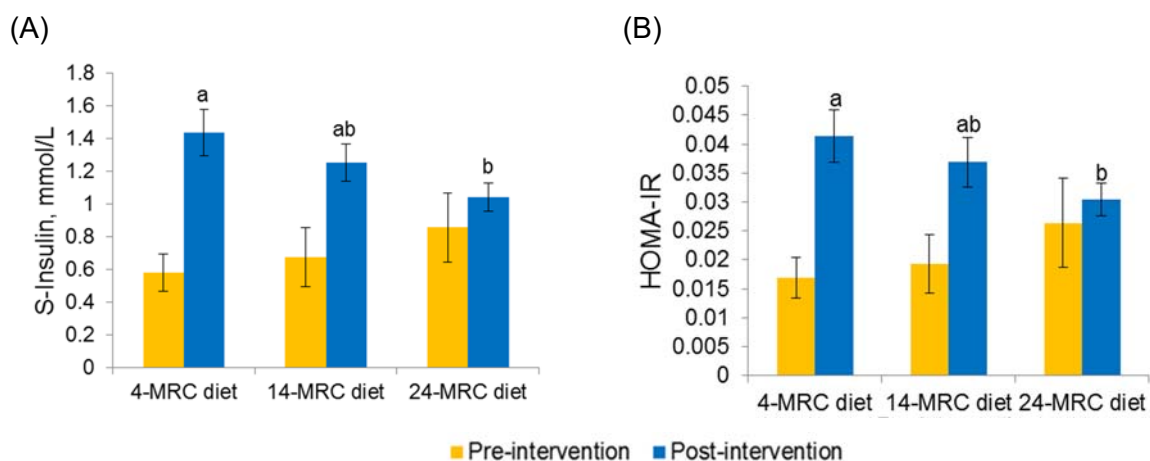 (A)
S-Insulin, mmol/L
1.8
1.6
1.4
1.2
1
0.8
0.6
0.4
0.2
0
a
ab
b
4-MRC diet 14-MRC diet 24-MRC diet
(B)
HOMA-IR
0.05
0.045
0.04
0.035
0.03
0.025
0.02
0.015
0.01
0.005
0
a
ab
b
4-MRC diet 14-MRC diet 24-MRC diet
Pre-intervention Post-intervention